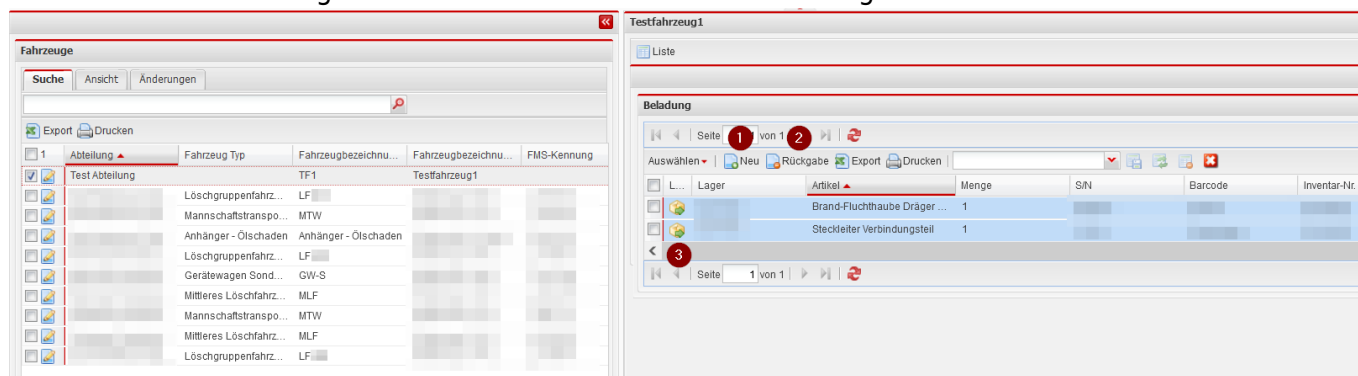 Testfahrzeug1
Fahrzeuge
Liste
Suche Ansicht Änderungen
Beladung
Seite 1 von 1 2
Export Drucken
Auswählen Neu Rückgabe Export Drucken
1 Abteilung Fahrzeug Typ Fahrzeugbezeichnu... Fahrzeugbezeichnu... FMS-Kennung
L... Lager Artikel Menge S/N Barcode Inventar-Nr.
Test Abteilung TF1 Testfahrzeug1
Löschgruppenfahrz... LF
Mannschaftstranspo... MTW
Anhänger - Ölschaden Anhänger - Ölschaden
Löschgruppenfahrz... LF
Gerätewagen Sond... GW-S
Mittleres Löschfahrz... MLF
Mannschaftstranspo... MTW
Mittleres Löschfahrz... MLF
Löschgruppenfahrz... LF
Brand-Fluchthaube Dräger ... 1
Steckleiter Verbindungsteil 1
3
Seite 1 von 1